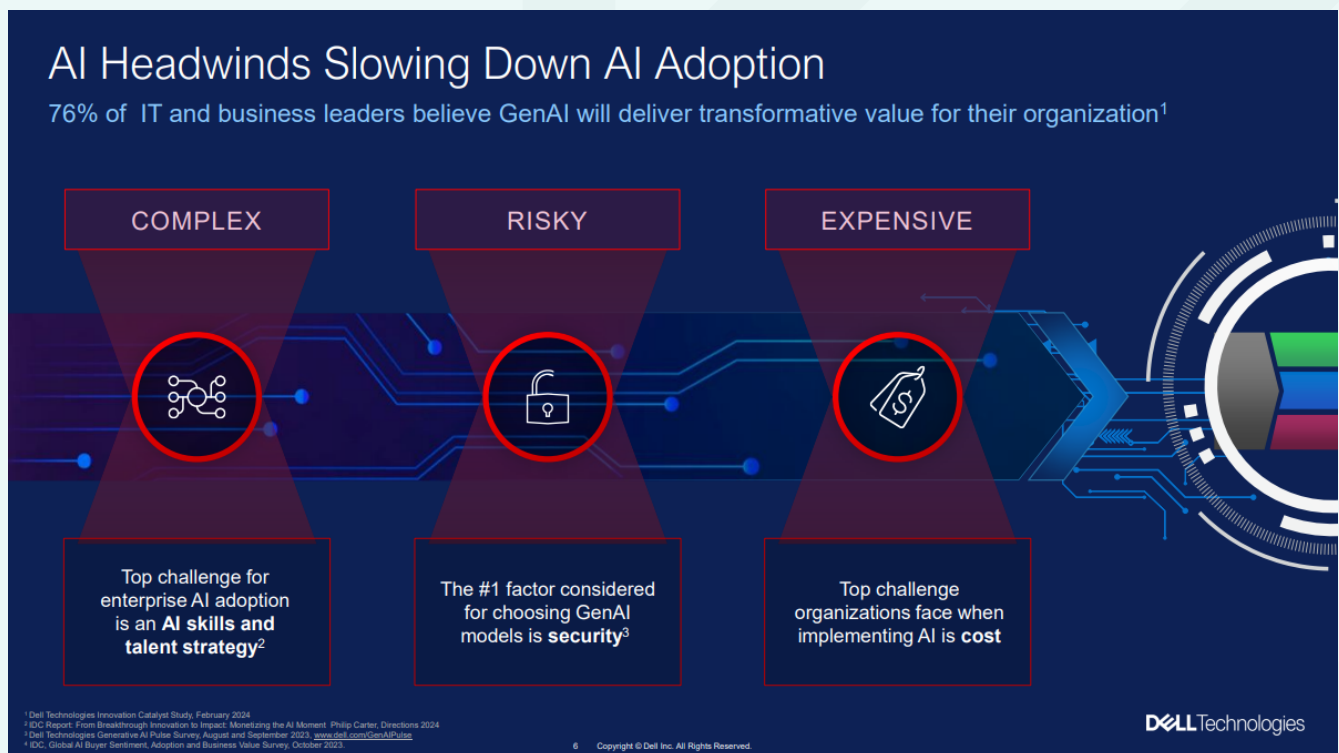 AI Headwinds Slowing Down AI Adoption
76% of IT and business leaders believe GenAI will deliver transformative value for their organization¹
COMPLEX
RISKY
EXPENSIVE
$
Top challenge for
enterprise AI adoption
is an AI skills and
talent strategy²
The #1 factor considered
for choosing GenAI
models is security³
Top challenge
organizations face when
implementing AI is cost
¹ Dell Technologies Innovation Catalyst Study, February 2024
² IDC Report: From Breakthrough Innovation to Impact: Monetizing the AI Moment Philip Carter, Directions 2024
³ Dell Technologies Generative AI Pulse Survey, August and September 2023, www.dell.com/GenAIPulse
⁴ IDC, Global AI Buyer Sentiment, Adoption and Business Value Survey, October 2023.
6 Copyright © Dell Inc. All Rights Reserved.
DELLTechnologies